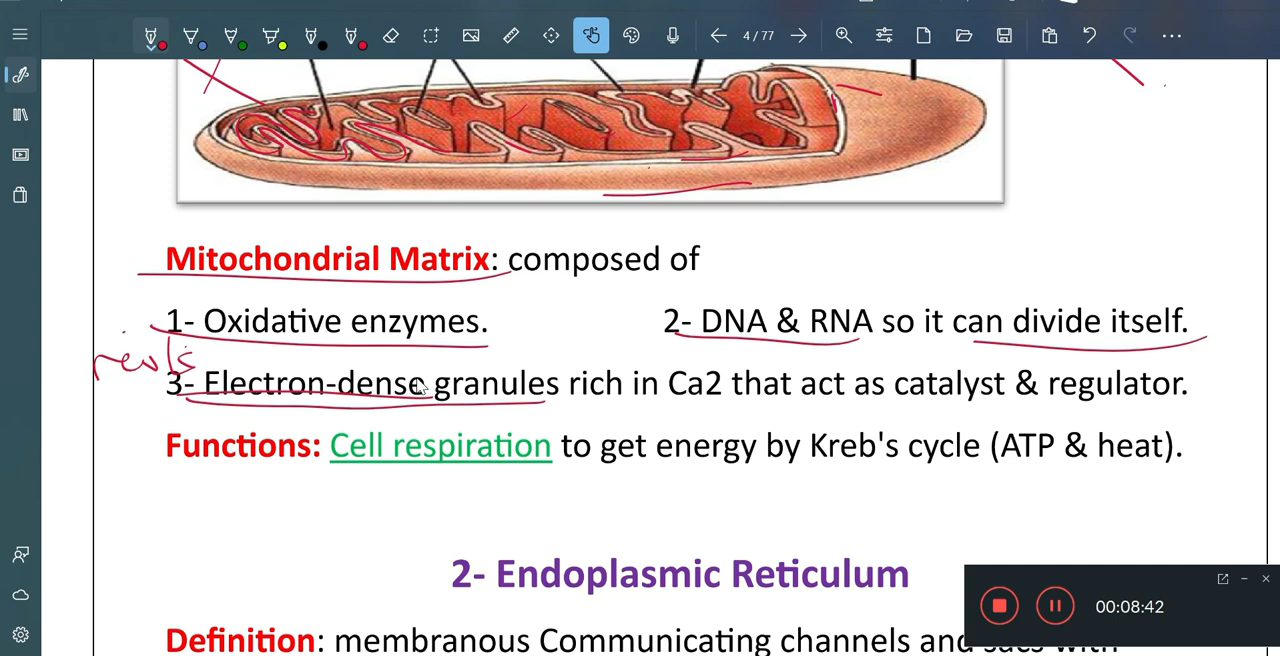 4 / 77
Mitochondrial Matrix: composed of
1- Oxidative enzymes. 2- DNA & RNA so it can divide itself.
3- Electron-dense granules rich in Ca2 that act as catalyst & regulator.
Functions: Cell respiration to get energy by Kreb's cycle (ATP & heat).
2- Endoplasmic Reticulum
00:08:42
Definition: membranous Communicating channels and sacs with